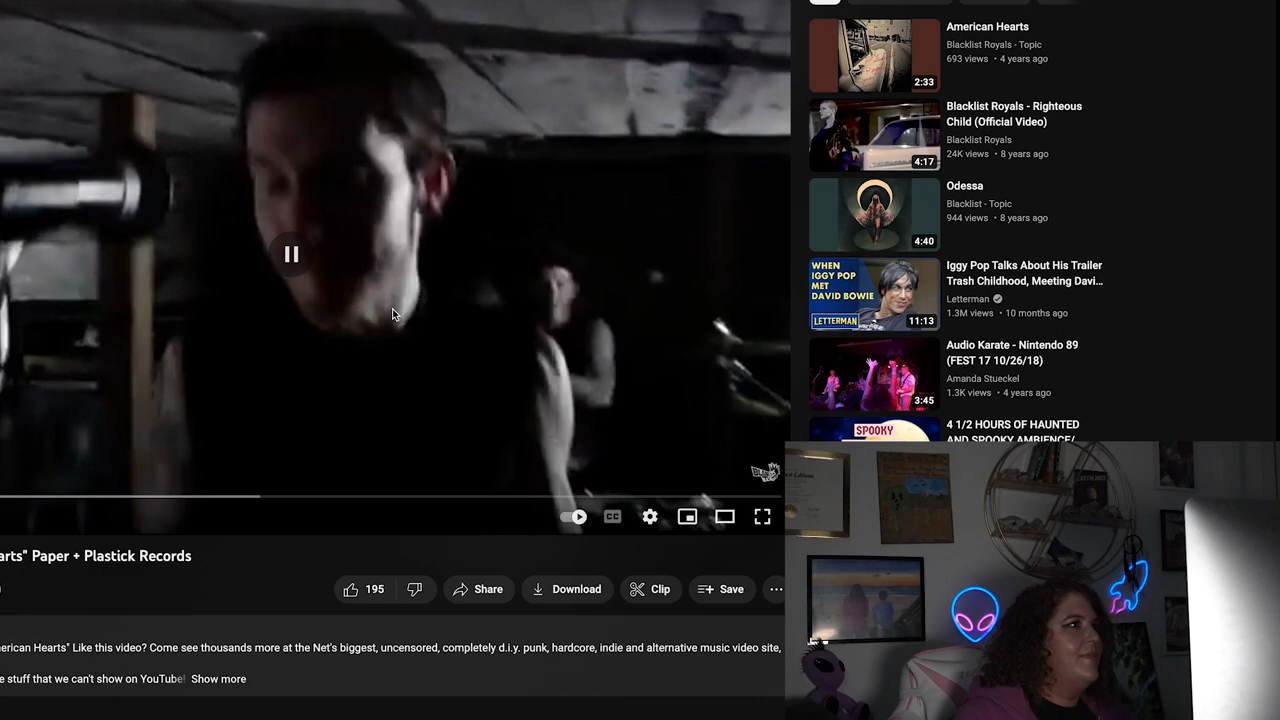 American Hearts
Blacklist Royals - Topic
693 views • 4 years ago
2:33
Blacklist Royals - Righteous
Child (Official Video)
Blacklist Royals
24K views • 8 years ago
4:17
Odessa
Blacklist - Topic
944 views • 8 years ago
4:40
WHEN
IGGY POP
MET
DAVID BOWIE
LETTERMAN
11:13
Iggy Pop Talks About His Trailer
Trash Childhood, Meeting Davi...
Letterman
1.3M views • 10 months ago
Audio Karate - Nintendo 89
(FEST 17 10/26/18)
Amanda Stueckel
1.3K views • 4 years ago
3:45
SPOOKY
4 1/2 HOURS OF HAUNTED
AND SPOOKY AMBIENCE/
CC
arts" Paper + Plastick Records
195
Share
Download
Clip
Save
erican Hearts" Like this video? Come see thousands more at the Net's biggest, uncensored, completely d.i.y. punk, hardcore, indie and alternative music video site,
e stuff that we can't show on YouTube! Show more